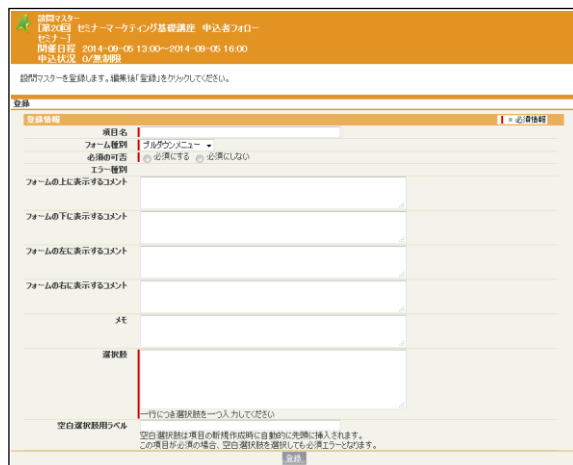 設問マスター
[第20回 セミナーマーケティング基礎講座 申込者フォロー
セミナー]
開催日程 2014-09-05 13:00～2014-09-05 16:00
申込状況 0/無制限
設問マスターを登録します。編集後「登録」をクリックしてください。
登録
登録情報
= 必須情報
項目名
フォーム種別 プルダウンメニュー
必須の可否 必須にする 必須にしない
エラー種別
フォームの上に表示するコメント
フォームの下に表示するコメント
フォームの左に表示するコメント
フォームの右に表示するコメント
メモ
選択肢
一行につき選択肢を一つ入力してください
空白選択肢用ラベル
空白選択肢は項目の新規作成時に自動的に先頭に挿入されます。
この項目が必須の場合、空白選択肢を選択しても必須エラーとなります。
登録